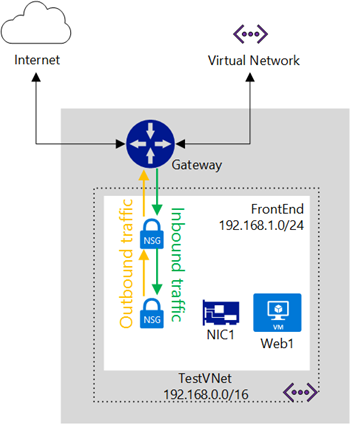 Internet
Virtual Network
Gateway
Outbound traffic
Inbound traffic
FrontEnd
192.168.1.0/24
NSG
NSG
VM
NIC1
Web1
TestVNet
192.168.0.0/16